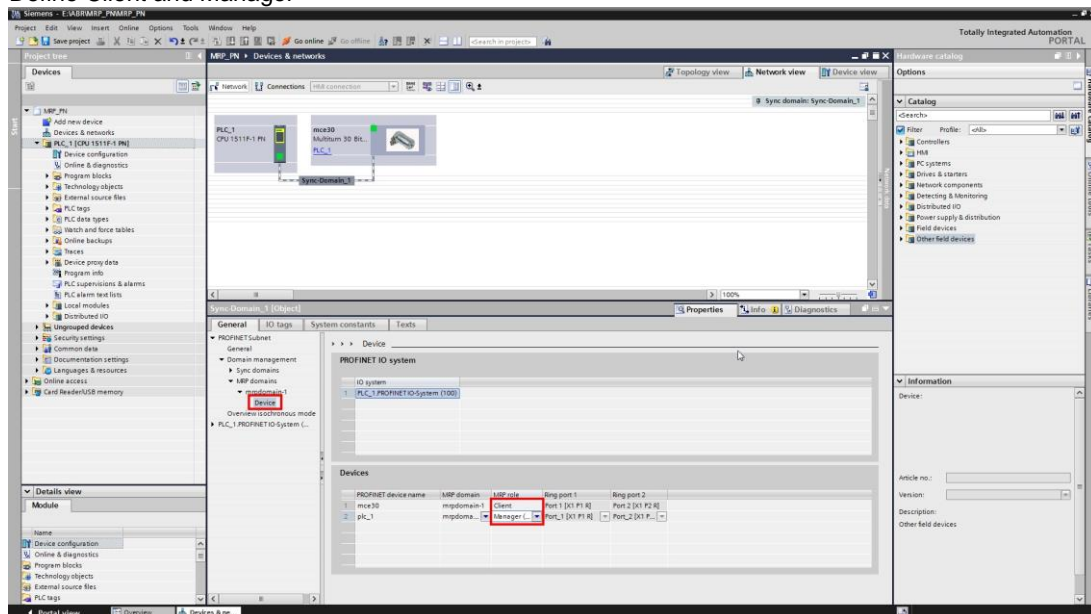 Define Client and Manager
Siemens - E:\ABR\MRP_PN\MRP_PN
Project Edit View Insert Online Options Tools Window Help
Totally Integrated Automation
PORTAL
Save project Go online Go offline <Search in project>
Project tree
MRP_PN ▸ Devices & networks
Hardware catalog
Devices
Topology view Network view Device view
Options
Network Connections HMI connection
Sync domain: Sync-Domain_1
Catalog
<Search>
Filter Profile: <All>
MRP_PN
Add new device
Devices & networks
PLC_1 [CPU 1511F-1 PN]
Device configuration
Online & diagnostics
Program blocks
Technology objects
External source files
PLC tags
PLC data types
Watch and force tables
Online backups
Traces
Device proxy data
Program info
PLC supervisions & alarms
PLC alarm text lists
Local modules
Distributed I/O
Ungrouped devices
Security settings
Common data
Documentation settings
Languages & resources
Online access
Card Reader/USB memory
PLC_1
CPU 1511F-1 PN
mce30
Multiturn 30 Bit...
PLC_1
Sync-Domain_1
Controllers
HMI
PC systems
Drives & starters
Network components
Detecting & Monitoring
Distributed I/O
Power supply & distribution
Field devices
Other field devices
100%
Sync-Domain_1 [Object]
Properties Info Diagnostics
General IO tags System constants Texts
PROFINET Subnet
General
Domain management
Sync domains
MRP domains
mrpdomain-1
Device
Overview isochronous mode
PLC_1.PROFINET IO-System (...
Device
PROFINET IO system
IO system
1 PLC_1.PROFINET IO-System (100)
Devices
PROFINET device name MRP domain MRP role Ring port 1 Ring port 2
1 mce30 mrpdomain-1 Client Port 1 [X1 P1 R] Port 2 [X1 P2 R]
2 plc_1 mrpdoma... Manager (... Port_1 [X1 P1 R] Port_2 [X1 P...
Information
Device:
Article no.:
Version:
Description:
Other field devices
Details view
Module
Name
Device configuration
Online & diagnostics
Program blocks
Technology objects
External source files
PLC tags
Portal view Overview Devices & ne...